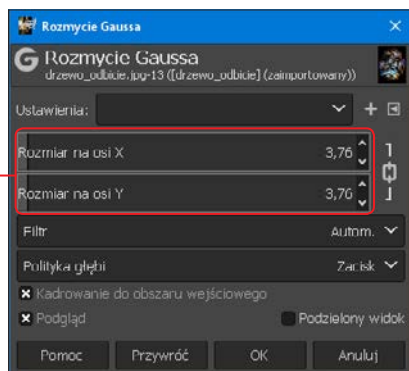 Rozmycie Gaussa
Rozmycie Gaussa
drzewo_odbicie.jpg-13 ([drzewo_odbicie] (zaimportowany))
Ustawienia:
Rozmiar na osi X 3,76
Rozmiar na osi Y 3,76
Filtr Autom.
Polityka głębi Zacisk
Kadrowanie do obszaru wejściowego
Podgląd Podzielony widok
Pomoc Przywróć OK Anuluj